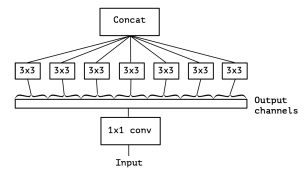 Concat
3x3 3x3 3x3 3x3 3x3 3x3 3x3
Output
channels
1x1 conv
Input